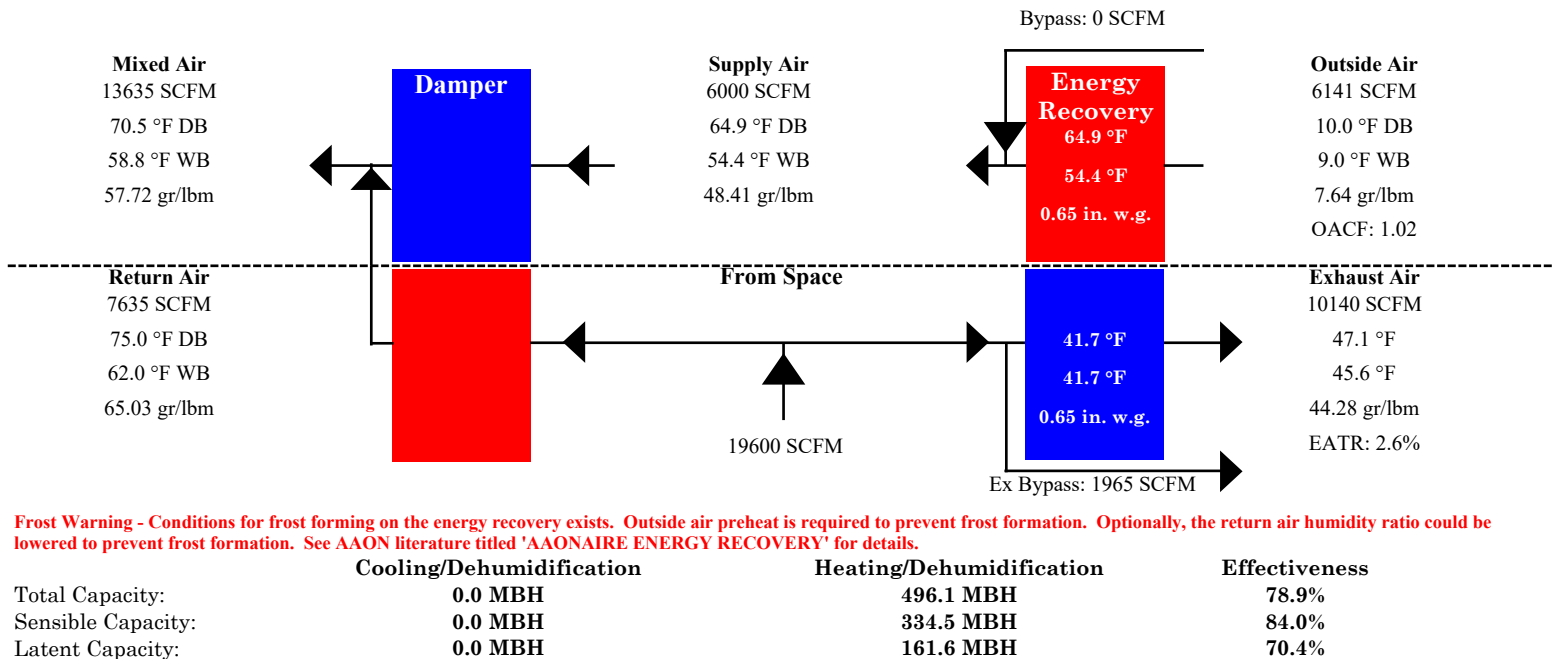 Bypass: 0 SCFM
Mixed Air
13635 SCFM
70.5 °F DB
58.8 °F WB
57.72 gr/lbm
Damper
Supply Air
6000 SCFM
64.9 °F DB
54.4 °F WB
48.41 gr/lbm
Energy
Recovery
64.9 °F
54.4 °F
0.65 in. w.g.
Outside Air
6141 SCFM
10.0 °F DB
9.0 °F WB
7.64 gr/lbm
OACF: 1.02
Return Air
7635 SCFM
75.0 °F DB
62.0 °F WB
65.03 gr/lbm
From Space
19600 SCFM
41.7 °F
41.7 °F
0.65 in. w.g.
Exhaust Air
10140 SCFM
47.1 °F
45.6 °F
44.28 gr/lbm
EATR: 2.6%
Ex Bypass: 1965 SCFM
Frost Warning - Conditions for frost forming on the energy recovery exists. Outside air preheat is required to prevent frost formation. Optionally, the return air humidity ratio could be
lowered to prevent frost formation. See AAON literature titled 'AAONAIRE ENERGY RECOVERY' for details.
Cooling/Dehumidification Heating/Dehumidification Effectiveness
Total Capacity: 0.0 MBH 496.1 MBH 78.9%
Sensible Capacity: 0.0 MBH 334.5 MBH 84.0%
Latent Capacity: 0.0 MBH 161.6 MBH 70.4%